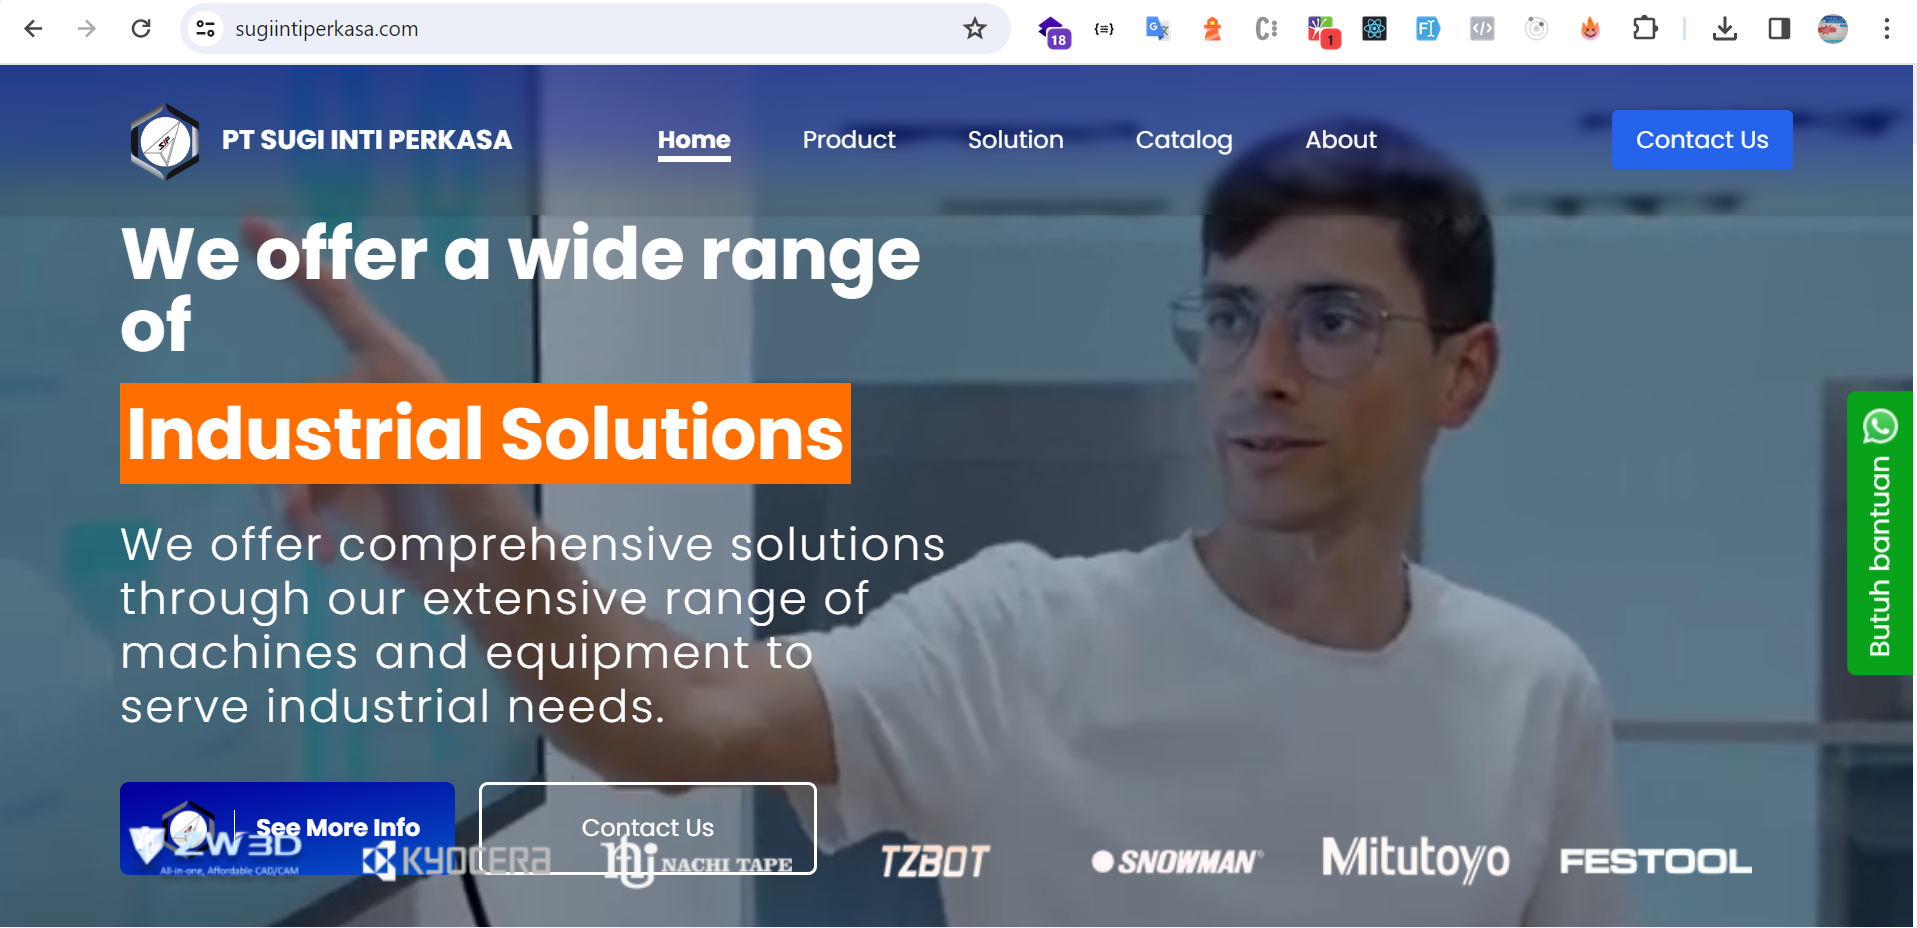 sugiintiperkasa.com
18
1
PT SUGI INTI PERKASA
Home
Product
Solution
Catalog
About
Contact Us
We offer a wide range
of
Industrial Solutions
We offer comprehensive solutions
through our extensive range of
machines and equipment to
serve industrial needs.
Butuh bantuan
See More Info
Contact Us
ZW3D
All-in-one, Affordable CAD/CAM
KYOCERA
NACHI TAPE
TZBOT
SNOWMAN®
Mitutoyo
FESTOOL